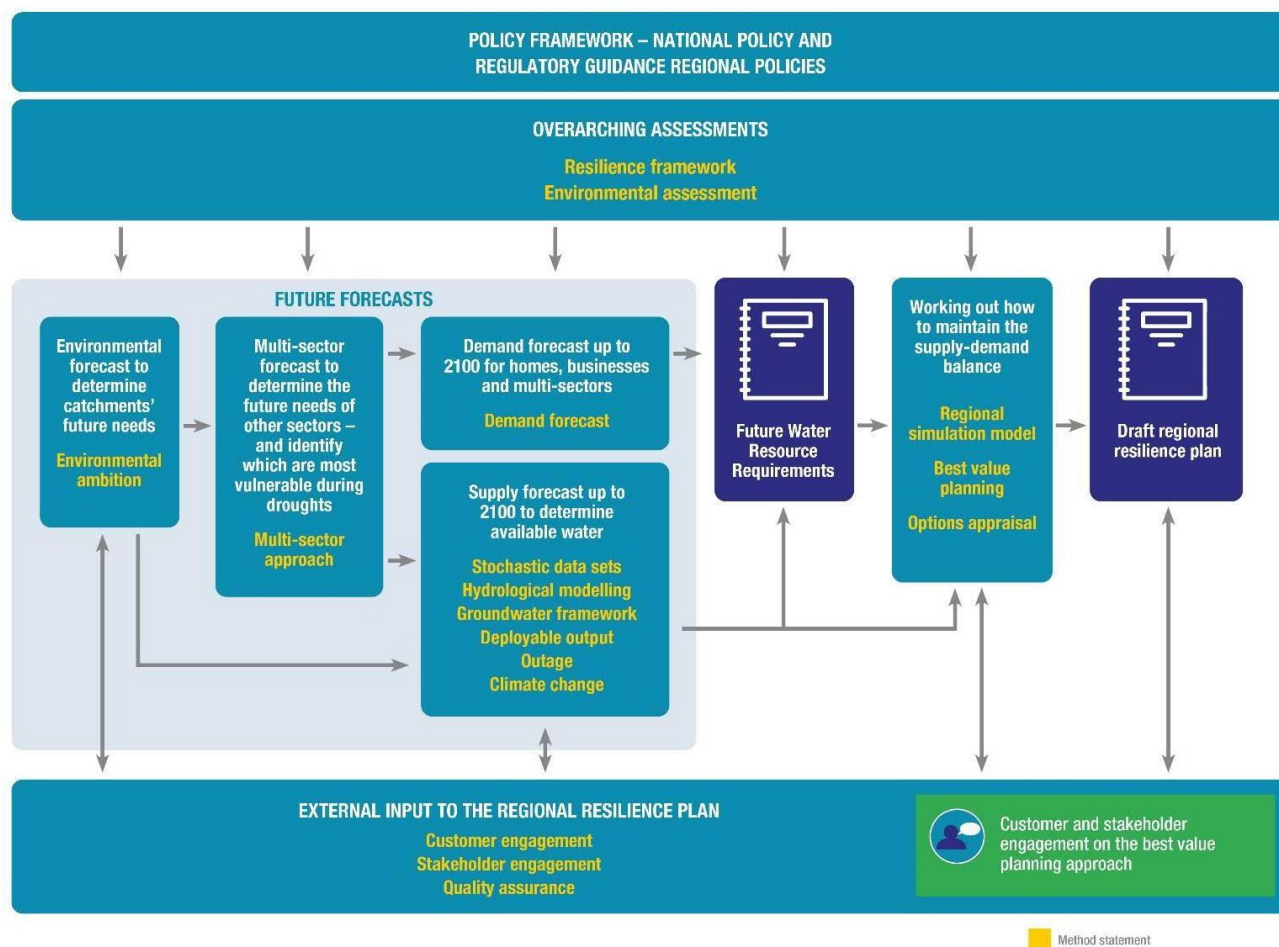 POLICY FRAMEWORK – NATIONAL POLICY AND
REGULATORY GUIDANCE REGIONAL POLICIES
OVERARCHING ASSESSMENTS
Resilience framework
Environmental assessment
FUTURE FORECASTS
Environmental
forecast to
determine
catchments'
future needs
Environmental
ambition
Multi-sector
forecast to
determine the
future needs of
other sectors –
and identify
which are most
vulnerable during
droughts
Multi-sector
approach
Demand forecast up to
2100 for homes, businesses
and multi-sectors
Demand forecast
Supply forecast up to
2100 to determine
available water
Stochastic data sets
Hydrological modelling
Groundwater framework
Deployable output
Outage
Climate change
Future Water
Resource
Requirements
Working out how
to maintain the
supply-demand
balance
Regional
simulation model
Best value
planning
Options appraisal
Draft regional
resilience plan
EXTERNAL INPUT TO THE REGIONAL RESILIENCE PLAN
Customer engagement
Stakeholder engagement
Quality assurance
Customer and stakeholder
engagement on the best value
planning approach
Method statement